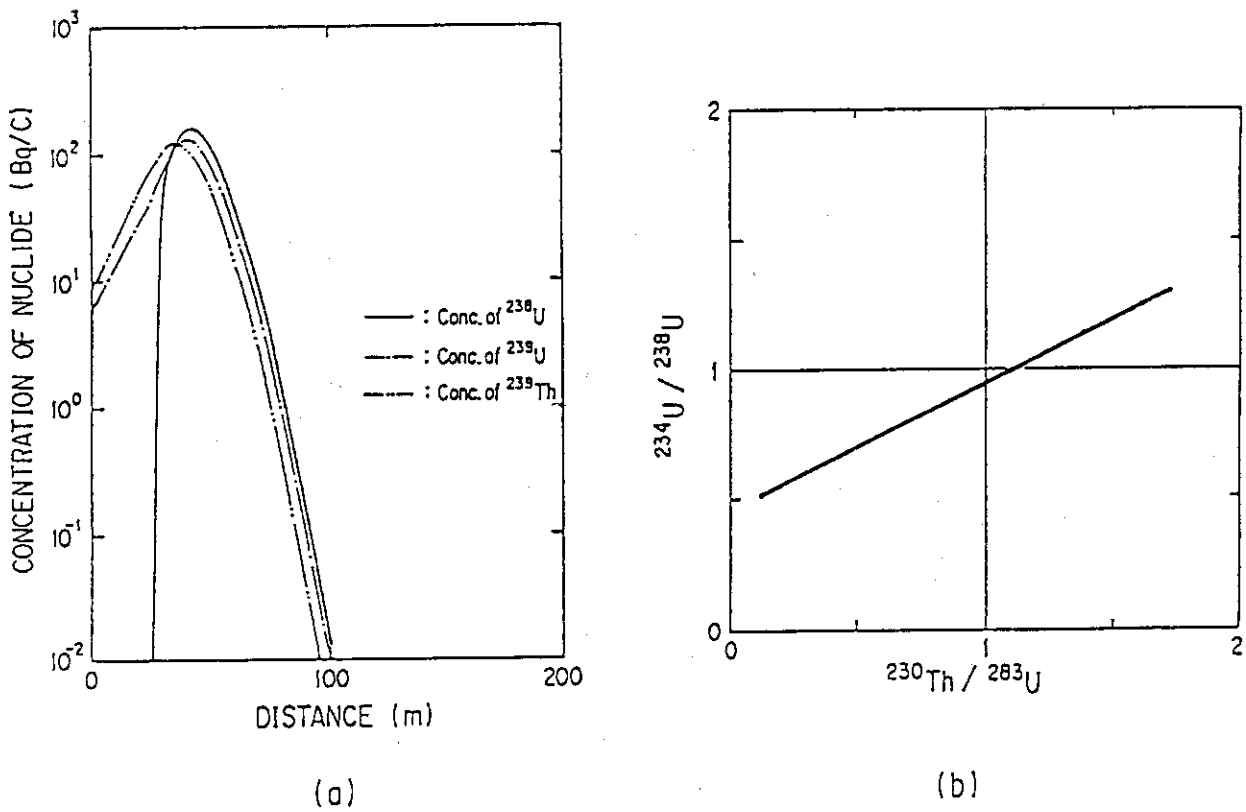 CONCENTRATION OF NUCLIDE (Bq/C)
10³
10²
10¹
10⁰
10⁻¹
10⁻²
0
100
200
DISTANCE (m)
: Conc. of ²³⁸U
: Conc. of ²³⁹U
: Conc. of ²³⁹Th
(a)
²³⁴U / ²³⁸U
2
1
0
0
1
2
²³⁰Th / ²⁸³U
(b)